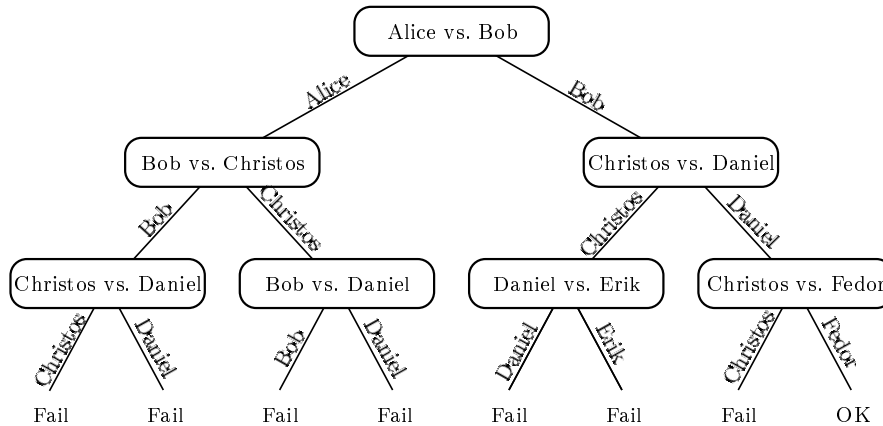 Alice vs. Bob
Alice
Bob
Bob vs. Christos
Christos vs. Daniel
Bob
Christos
Christos
Daniel
Christos vs. Daniel
Bob vs. Daniel
Daniel vs. Erik
Christos vs. Fedor
Christos
Daniel
Bob
Daniel
Daniel
Erik
Christos
Fedor
Fail
Fail
Fail
Fail
Fail
Fail
Fail
OK